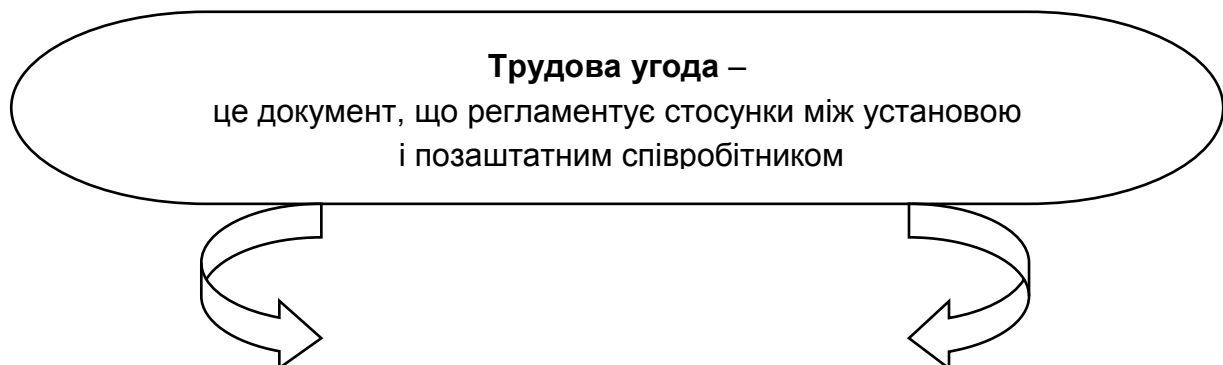 Трудова угода –
це документ, що регламентує стосунки між установою
і позаштатним співробітником